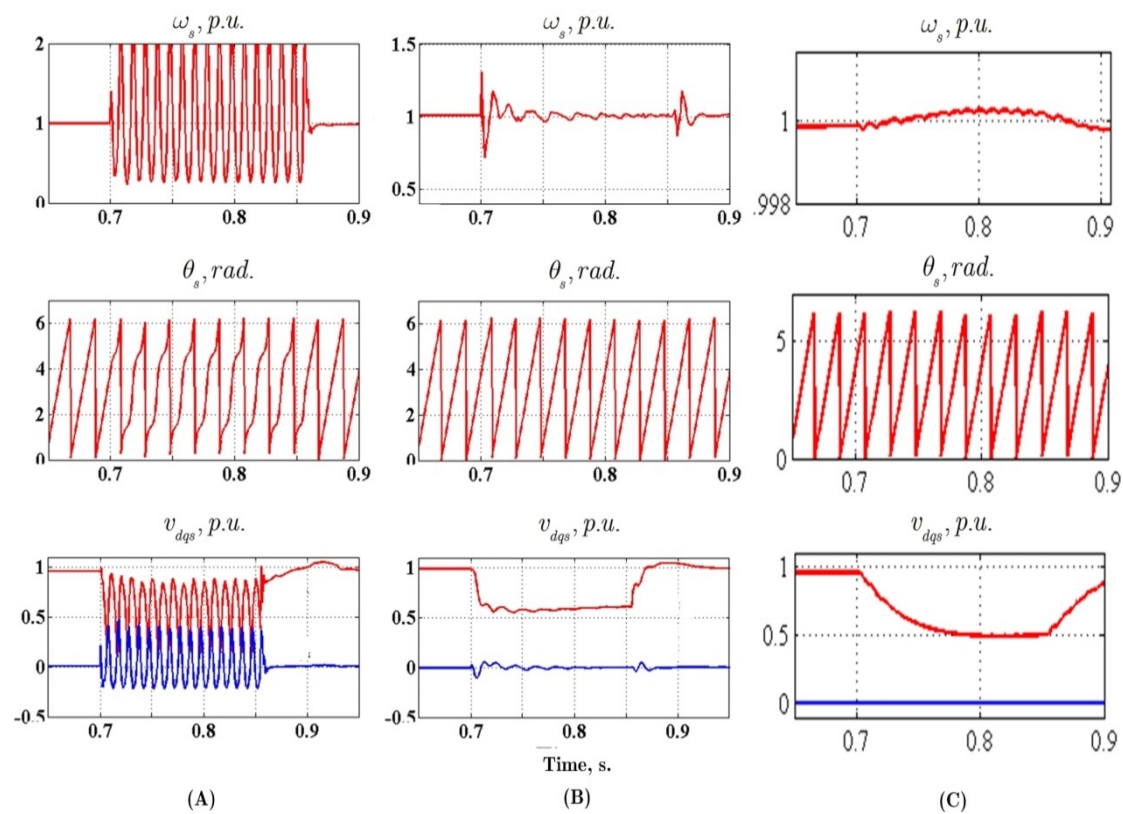 ωs, p.u.
ωs, p.u.
ωs, p.u.
2
1
0
0.7 0.8 0.9
1.5
1
0.5
0.7 0.8 0.9
1
.998
0.7 0.8 0.9
θs, rad.
θs, rad.
θs, rad.
6
4
2
0
0.7 0.8 0.9
6
4
2
0
0.7 0.8 0.9
5
0
0.7 0.8 0.9
vdqs, p.u.
vdqs, p.u.
vdqs, p.u.
1
0.5
0
-0.5
0.7 0.8 0.9
1
0.5
0
-0.5
0.7 0.8 0.9
1
0.5
0
0.7 0.8 0.9
Time, s.
(A)
(B)
(C)